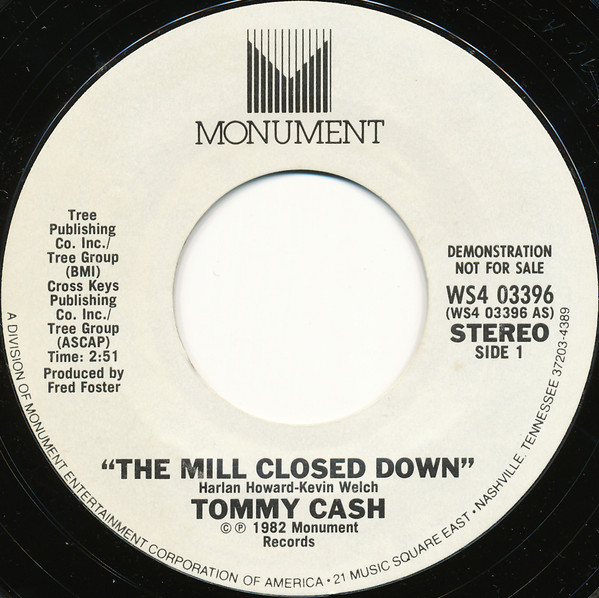 MONUMENT
Tree
Publishing
Co. Inc./
Tree Group
(BMI)
Cross Keys
Publishing
Co. Inc./
Tree Group
(ASCAP)
Time: 2:51
Produced by
Fred Foster
DEMONSTRATION
NOT FOR SALE
WS4 03396
(WS4 03396 AS)
STEREO
SIDE 1
"THE MILL CLOSED DOWN"
Harlan Howard-Kevin Welch
TOMMY CASH
© ℗ 1982 Monument
Records
A DIVISION OF MONUMENT ENTERTAINMENT CORPORATION OF AMERICA • 21 MUSIC SQUARE EAST • NASHVILLE, TENNESSEE 37203-4389